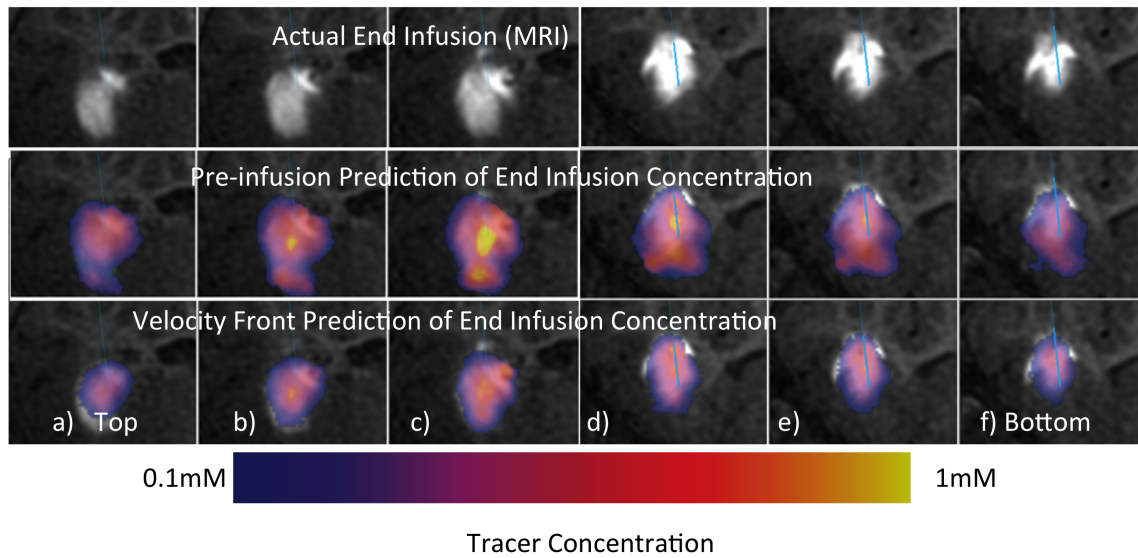 Actual End Infusion (MRI)
Pre-infusion Prediction of End Infusion Concentration
Velocity Front Prediction of End Infusion Concentration
a) Top b) c) d) e) f) Bottom
0.1mM 1mM
Tracer Concentration